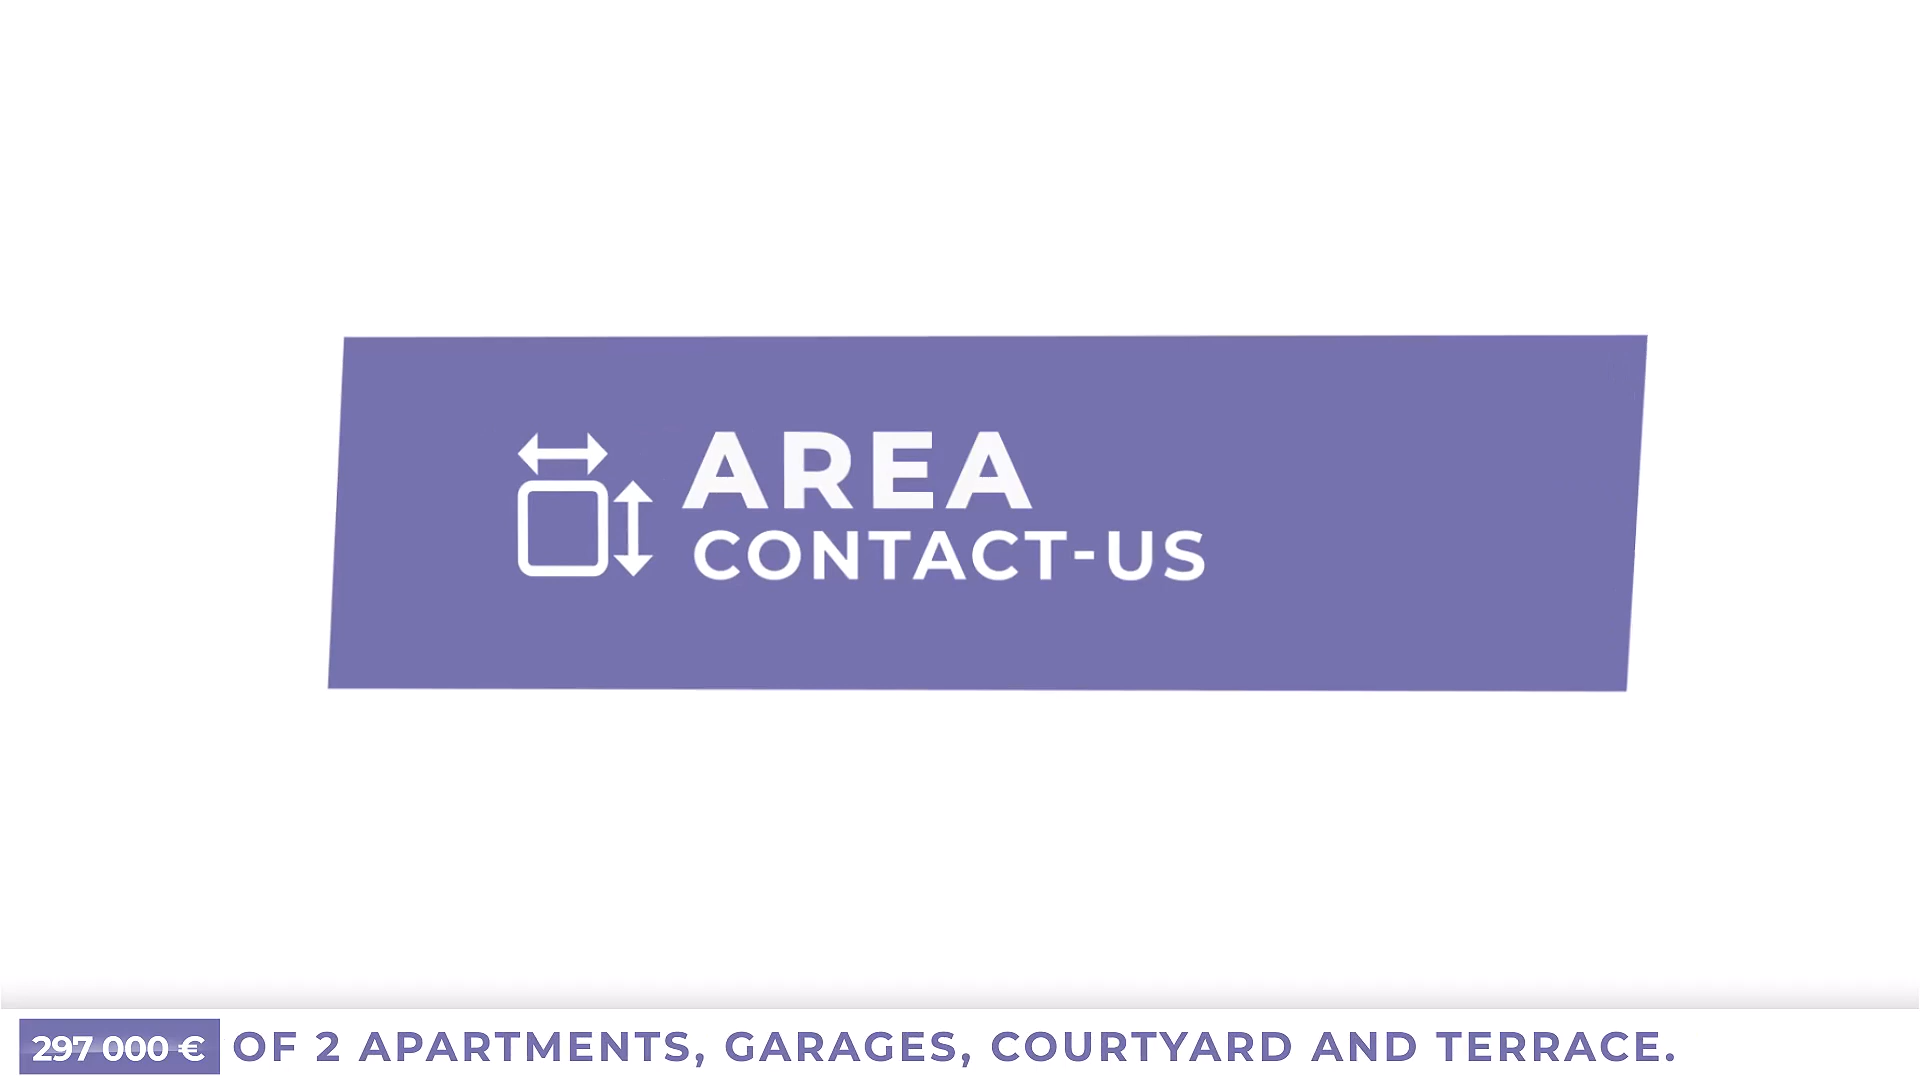 AREA
CONTACT-US
297 000 € OF 2 APARTMENTS, GARAGES, COURTYARD AND TERRACE.